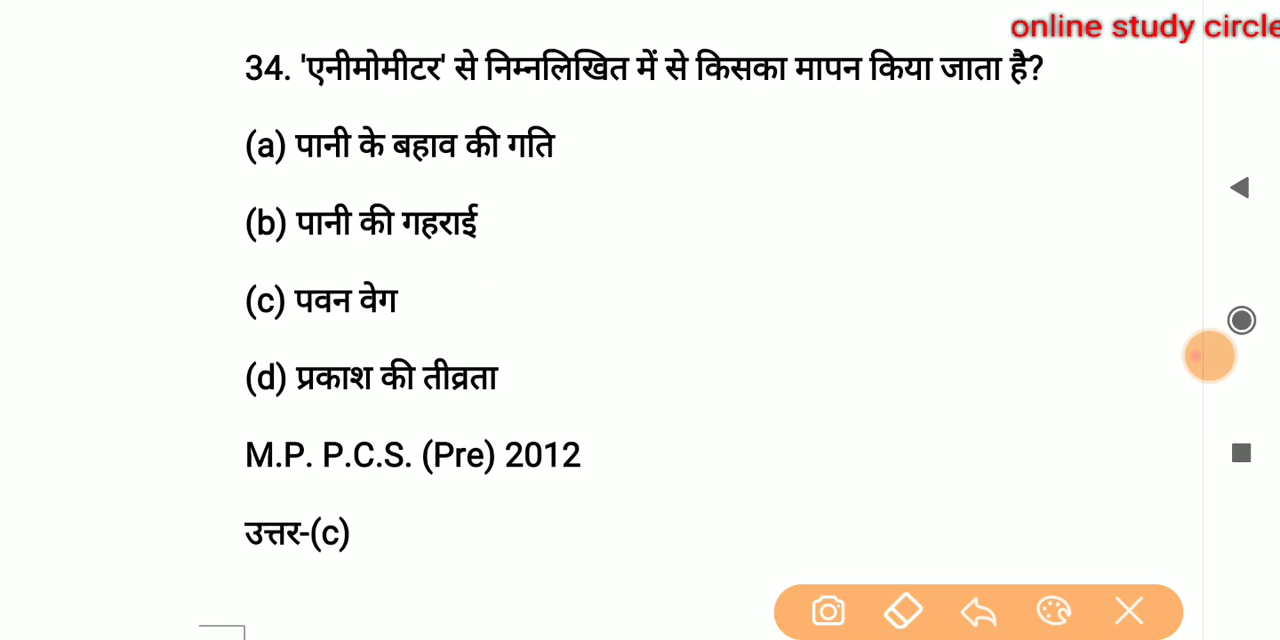 online study circle
34. 'एनीमोमीटर' से निम्नलिखित में से किसका मापन किया जाता है?
(a) पानी के बहाव की गति
(b) पानी की गहराई
(c) पवन वेग
(d) प्रकाश की तीव्रता
M.P. P.C.S. (Pre) 2012
उत्तर-(c)